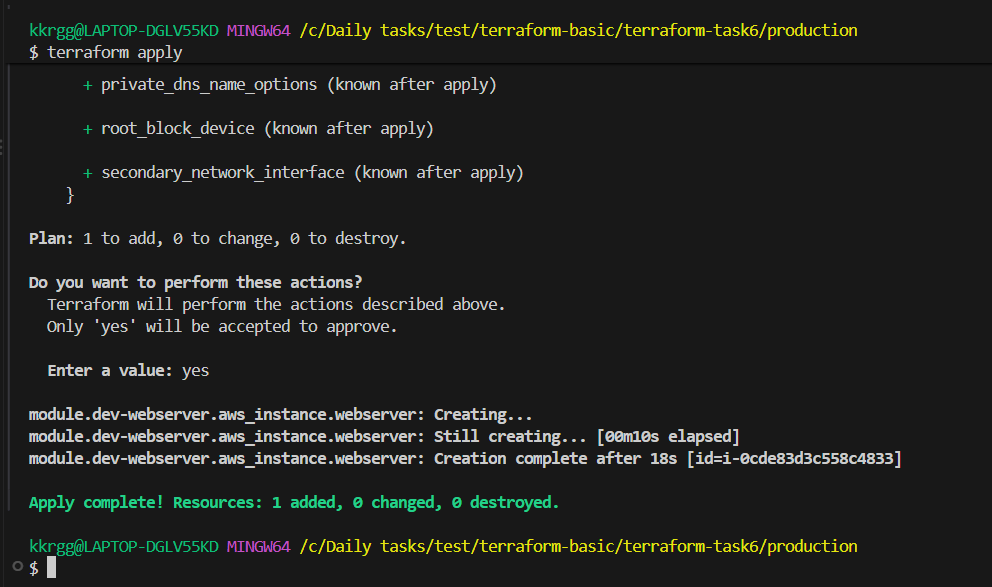 kkrgg@LAPTOP-DGLV55KD MINGW64 /c/Daily tasks/test/terraform-basic/terraform-task6/production
$ terraform apply
+ private_dns_name_options (known after apply)
+ root_block_device (known after apply)
+ secondary_network_interface (known after apply)
}
Plan: 1 to add, 0 to change, 0 to destroy.
Do you want to perform these actions?
Terraform will perform the actions described above.
Only 'yes' will be accepted to approve.
Enter a value: yes
module.dev-webserver.aws_instance.webserver: Creating...
module.dev-webserver.aws_instance.webserver: Still creating... [00m10s elapsed]
module.dev-webserver.aws_instance.webserver: Creation complete after 18s [id=i-0cde83d3c558c4833]
Apply complete! Resources: 1 added, 0 changed, 0 destroyed.
kkrgg@LAPTOP-DGLV55KD MINGW64 /c/Daily tasks/test/terraform-basic/terraform-task6/production
$